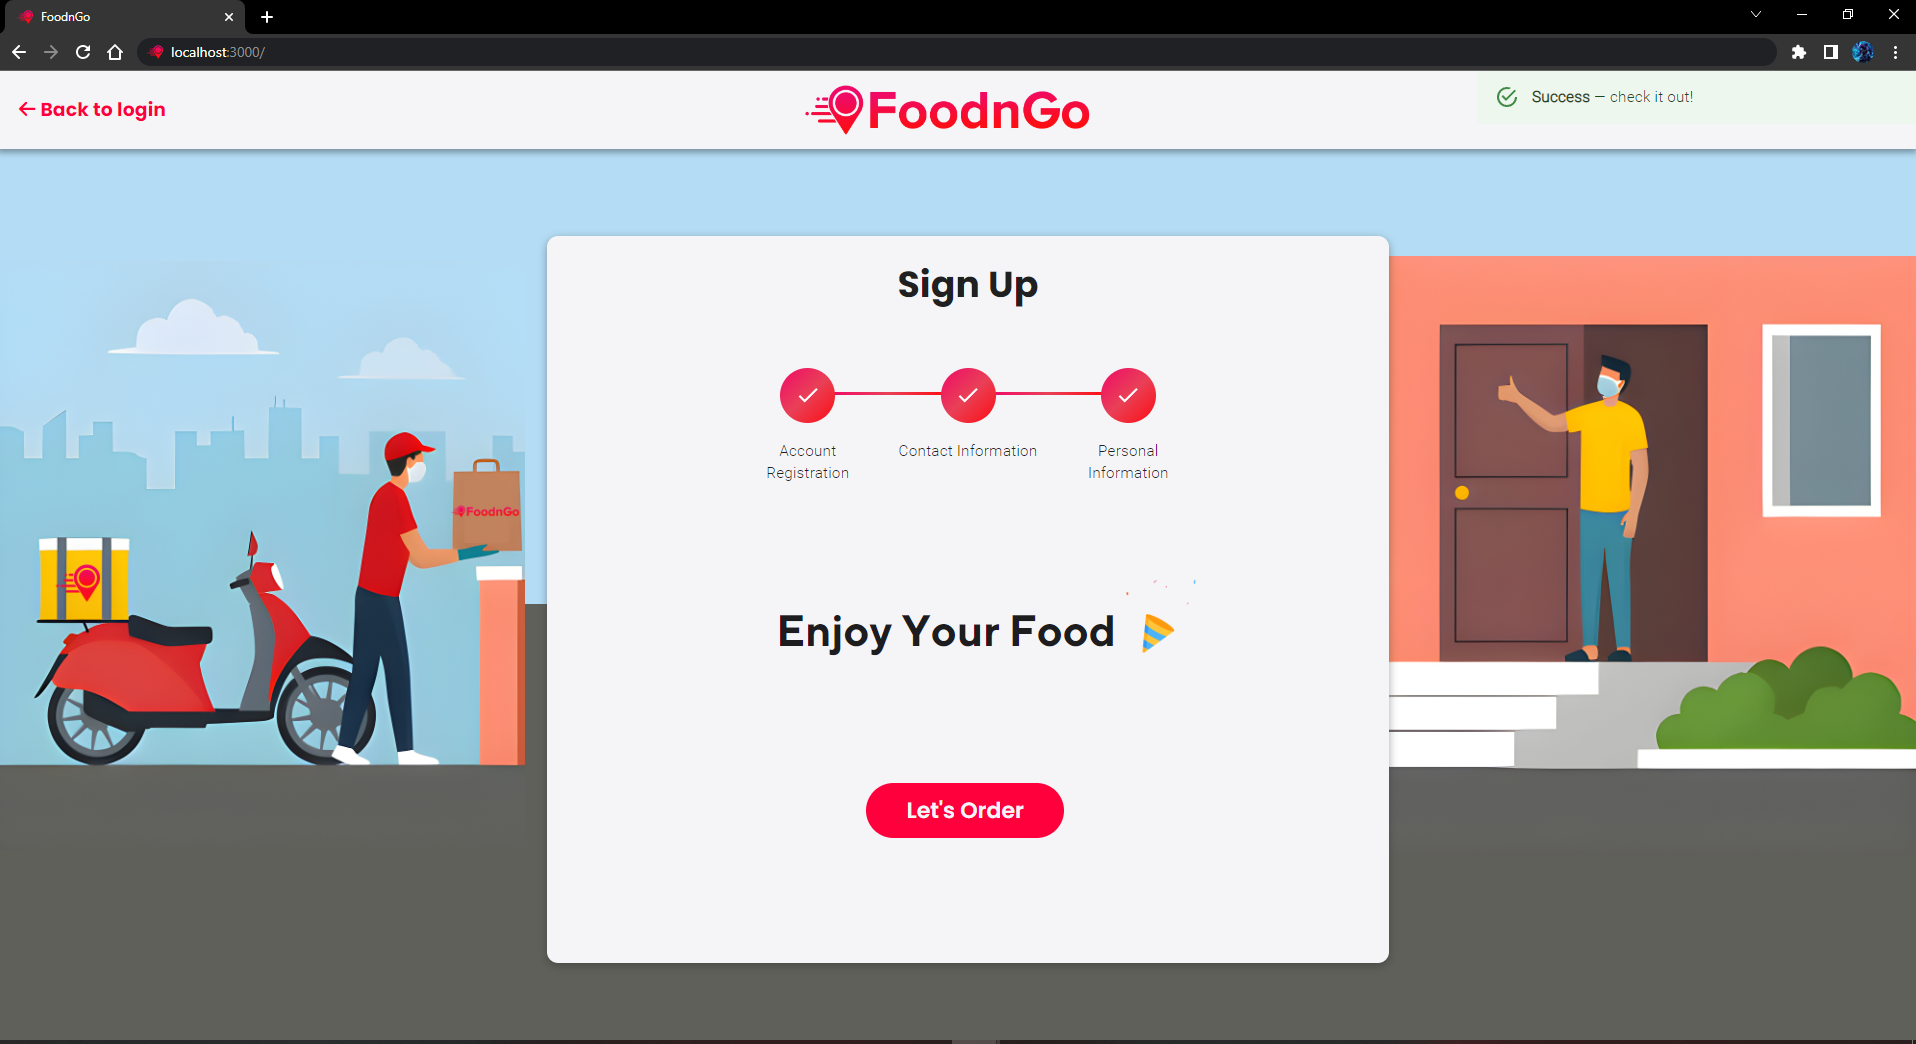 FoodnGo
localhost:3000/
Back to login
FoodnGo
Success — check it out!
Sign Up
Account
Registration
Contact Information
Personal
Information
FoodnGo
Enjoy Your Food
Let's Order